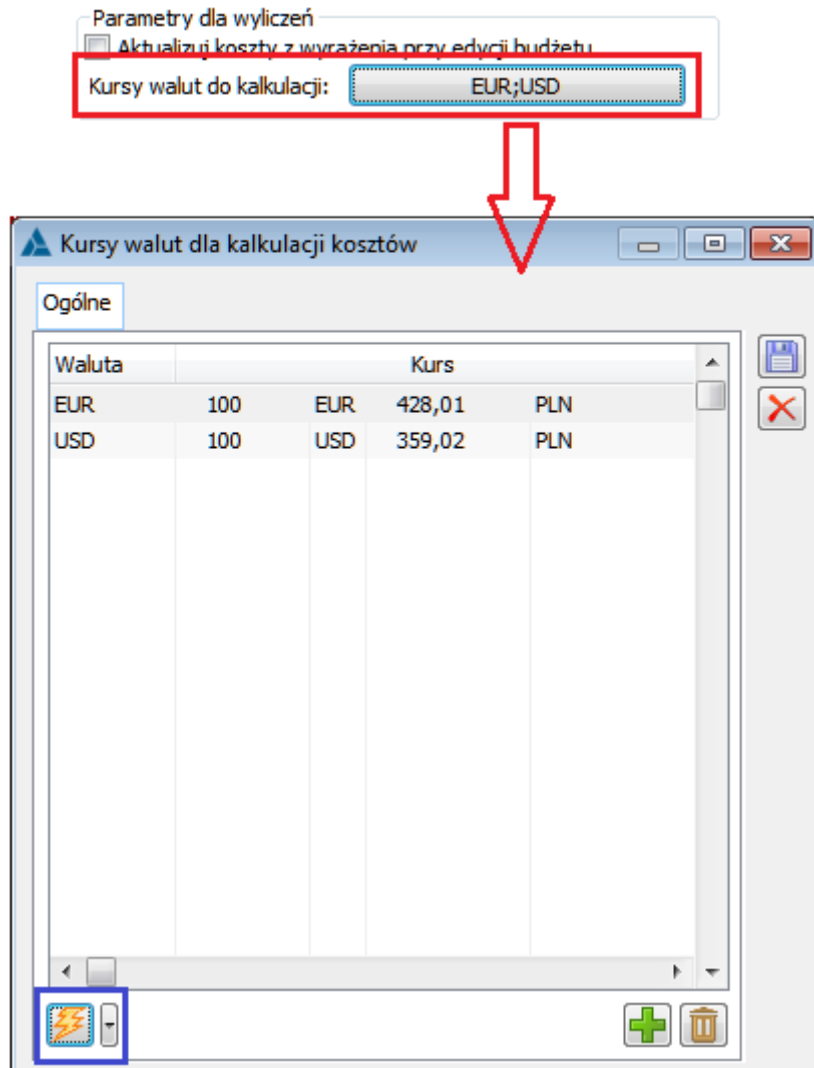 Parametry dla wyliczeń
Aktualizuj koszty z wyrażenia przy edycji budżetu
Kursy walut do kalkulacji: EUR;USD
Kursy walut dla kalkulacji kosztów
Ogólne
Waluta Kurs
EUR 100 EUR 428,01 PLN
USD 100 USD 359,02 PLN